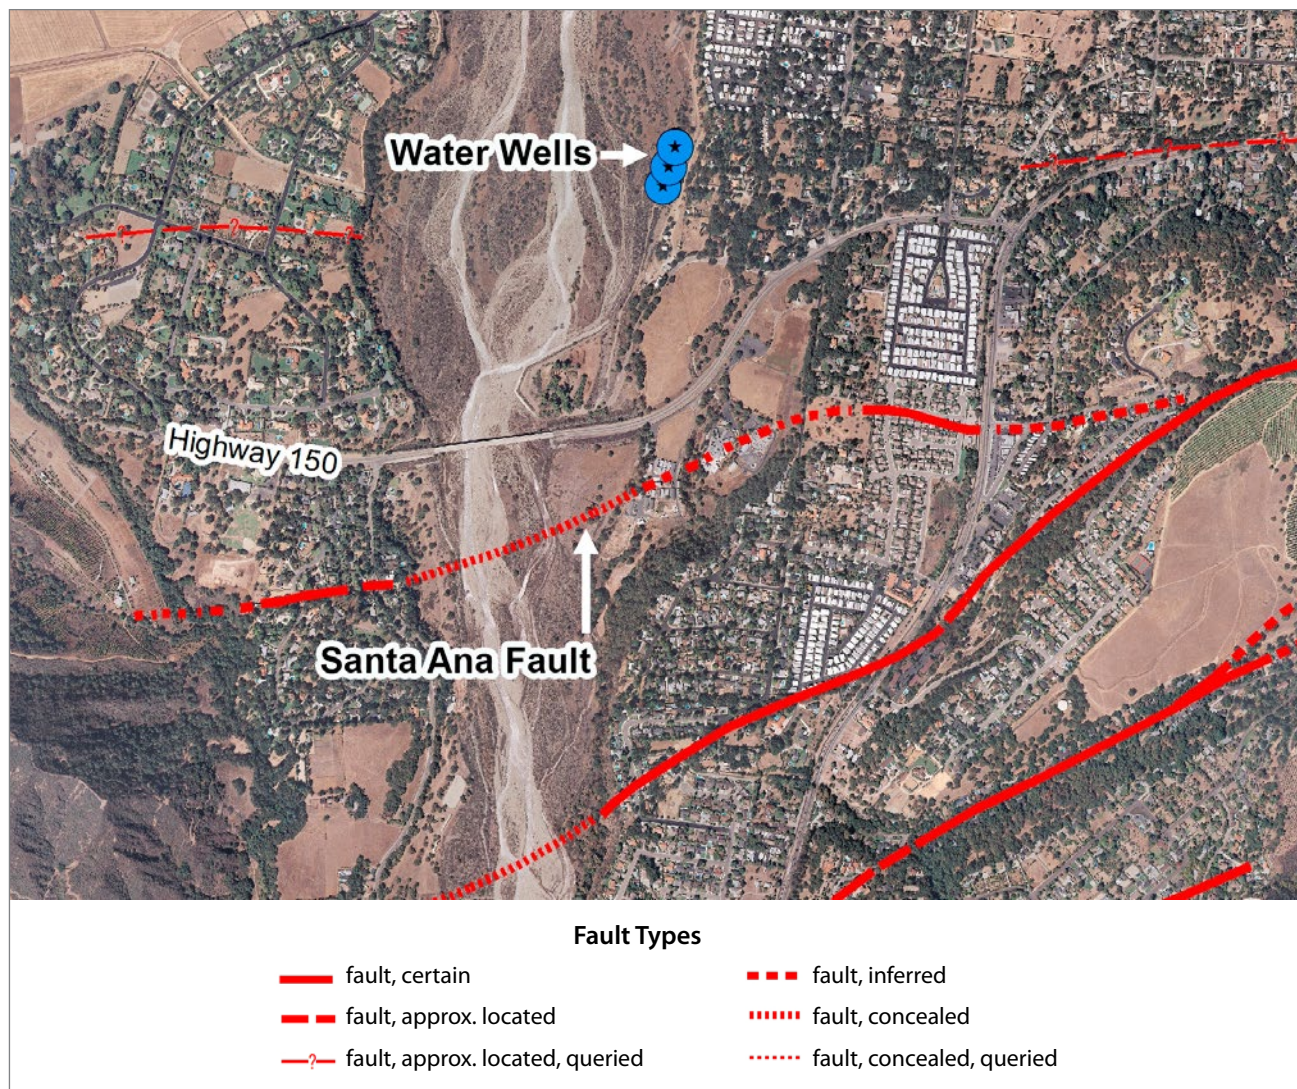 Water Wells
?
?
?
?
?
?
Highway 150
Santa Ana Fault
Fault Types
fault, certain
fault, inferred
fault, approx. located
fault, concealed
?
fault, approx. located, queried
fault, concealed, queried